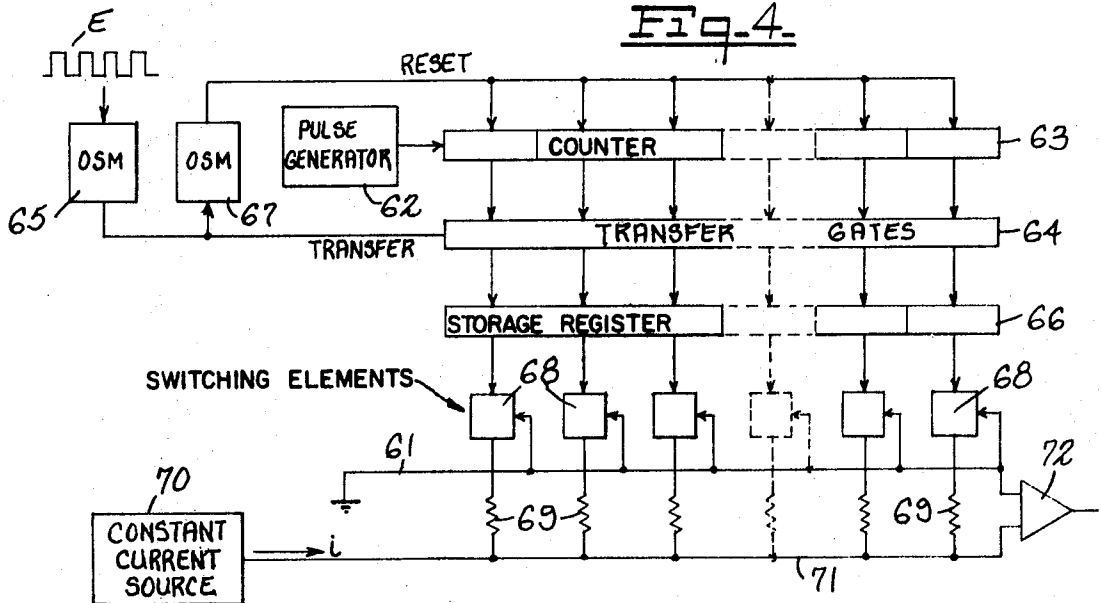 Fig. 4.
E
RESET
OSM
OSM
PULSE
GENERATOR
COUNTER
63
65
67
62
TRANSFER
TRANSFER GATES
64
STORAGE REGISTER
66
SWITCHING ELEMENTS
68
68
61
72
70
69
69
CONSTANT
CURRENT
SOURCE
i
71